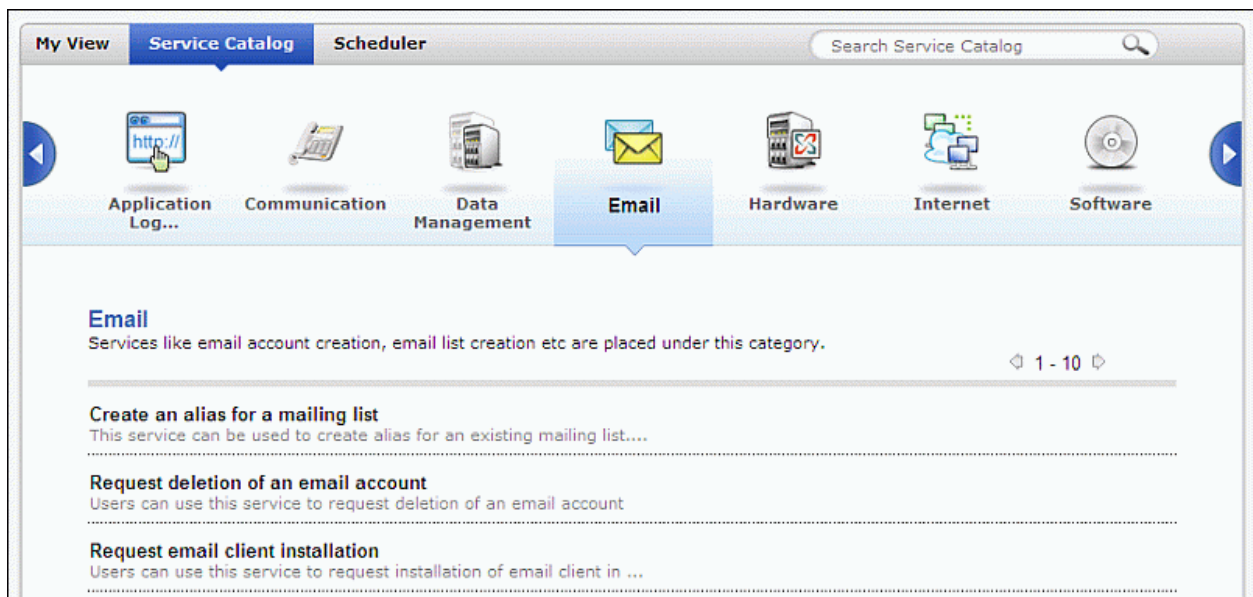 My View Service Catalog Scheduler Search Service Catalog
http://
Application Log... Communication Data Management Email Hardware Internet Software
Email
Services like email account creation, email list creation etc are placed under this category.
1 - 10
Create an alias for a mailing list
This service can be used to create alias for an existing mailing list....
Request deletion of an email account
Users can use this service to request deletion of an email account
Request email client installation
Users can use this service to request installation of email client in ...